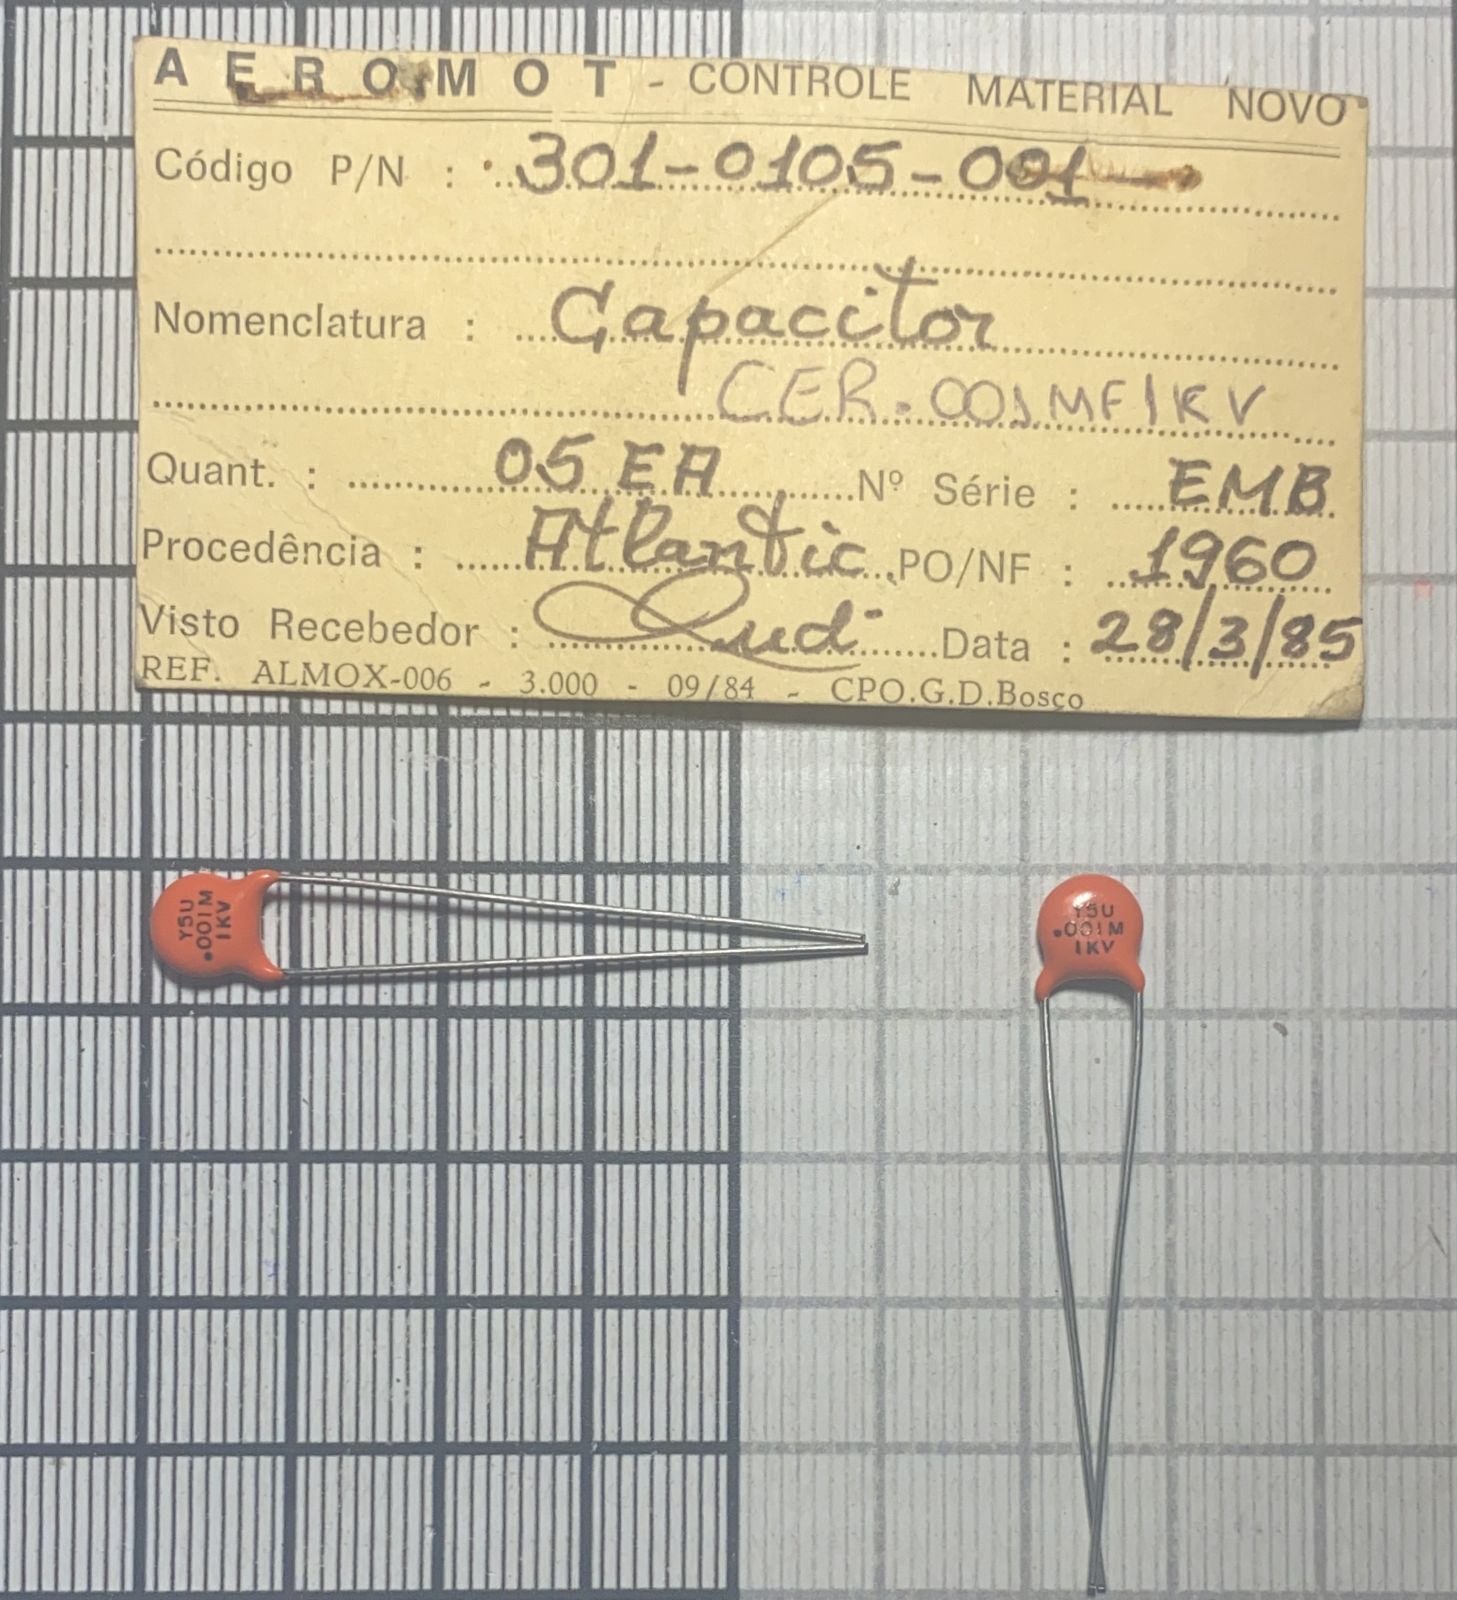 AEROMOT - CONTROLE MATERIAL NOVO
Código P/N : 301-0105-001
Nomenclatura : Capacitor
CER .001MF1KV
Quant. : 05 EA Nº Série : EMB
Procedência : Atlantic PO/NF : 1960
Visto Recebedor : Data : 28/3/85
REF. ALMOX-006 - 3.000 - 09/84 - CPO.G.D.Bosco
Y5U
.001M
1KV
Y5U
.001M
1KV